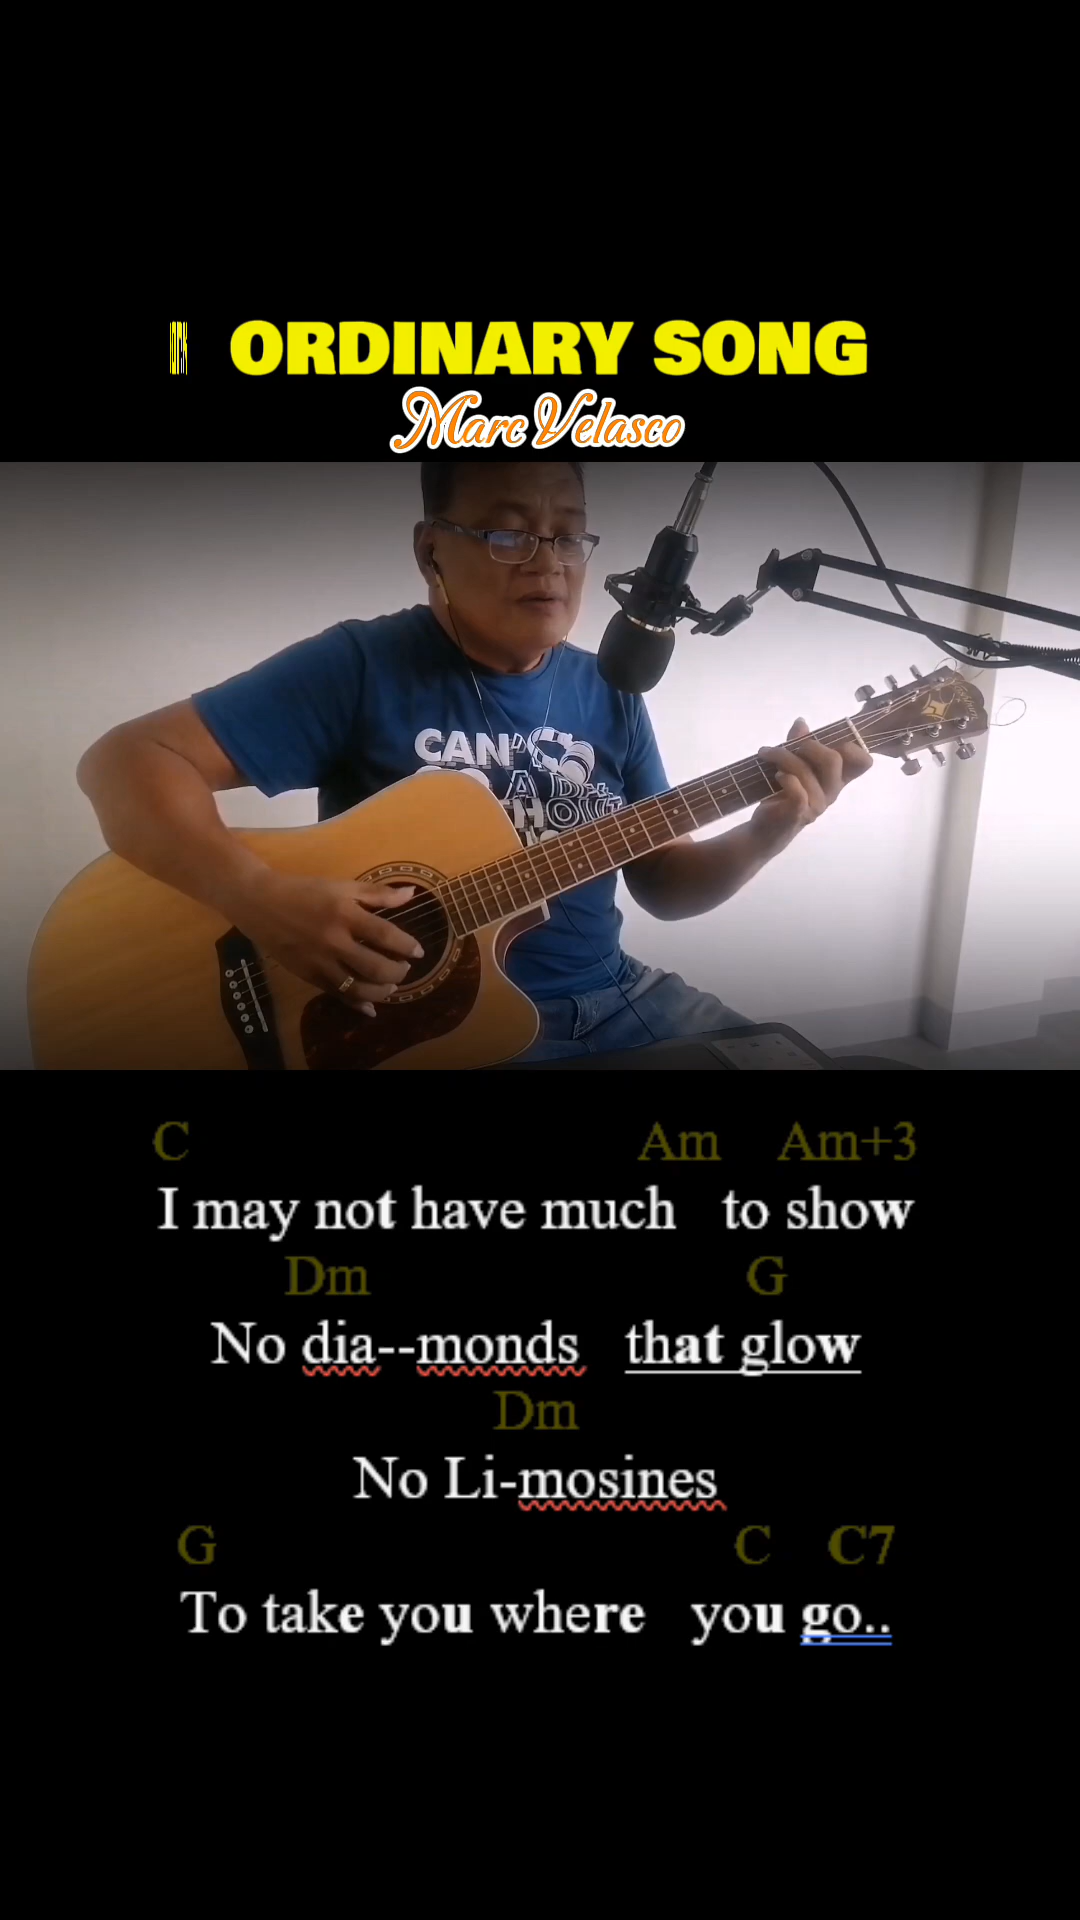 ORDINARY SONG
Marc Velasco
CAN'T
C Am Am+3
I may not have much to show
Dm G
No dia--monds that glow
Dm
No Li-mosines
G C C7
To take you where you go..